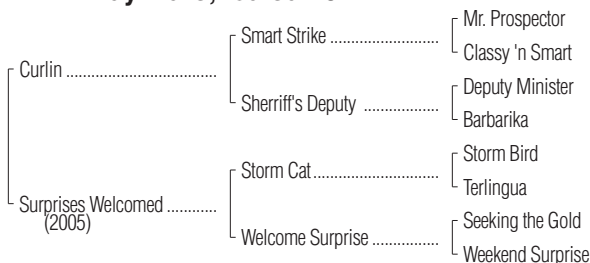 Mr. Prospector
Smart Strike ....................
Classy 'n Smart
Curlin ......................................
Deputy Minister
Sherriff's Deputy ...................
Barbarika
Storm Bird
Storm Cat................................
Terlingua
Surprises Welcomed ............
(2005)
Seeking the Gold
Welcome Surprise .................
Weekend Surprise